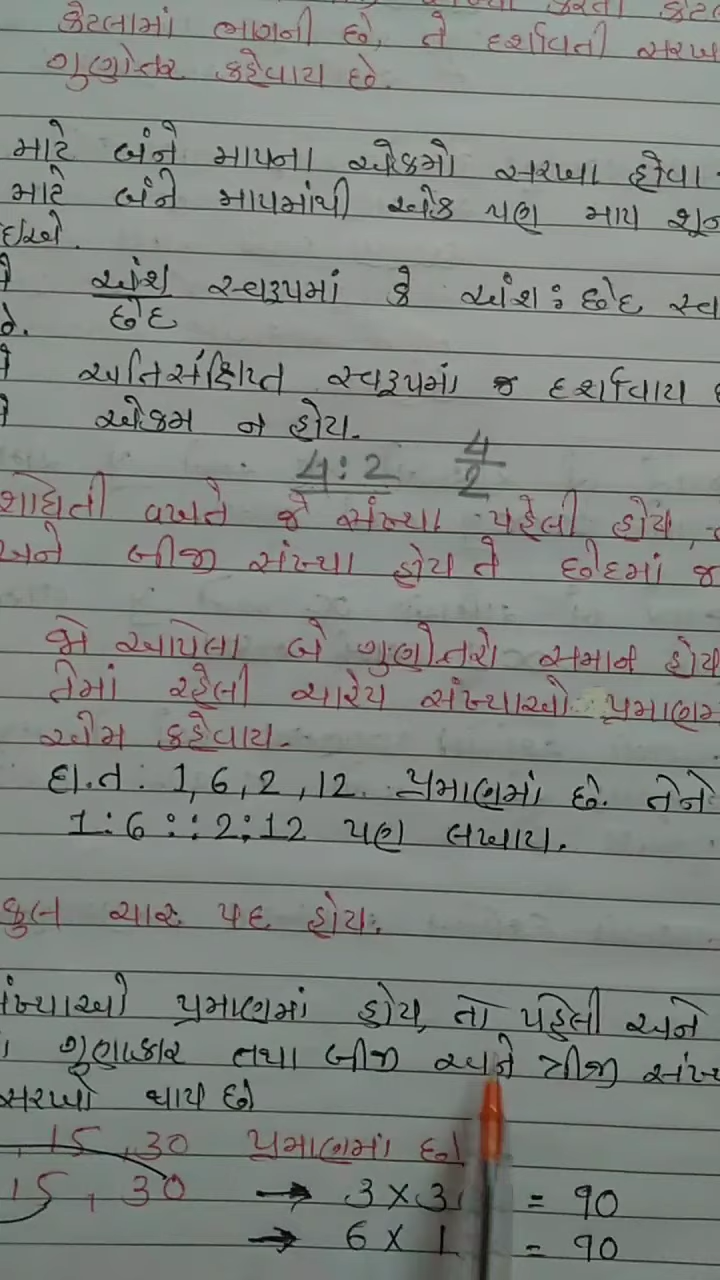 કેટલામાં ભાગની છે, તે દર્શાવતી સરખ
ગુણોત્તર કહેવાય છે.
માટે બંને માપના એકમો સરખા હોવા
માટે બંને માપમાંથી એક પણ માપ શૂન
અંશ સ્વરૂપમાં કે અંશ : છેદ સ્વ
છેદ
અતિસંક્ષિપ્ત સ્વરૂપમાં જ દર્શાવાય
એકમ ન હોય.
4:2 4/2
શોધતી વખતે જે સંખ્યા પહેલી હોય,
અને બીજી સંખ્યા હોય તે છેદમાં જ
જો આપેલા બે ગુણોત્તરો સમાન હોય
તેમાં રહેલી ચારેય સંખ્યાઓ પ્રમાણમ
એમ કહેવાય.
દા.ત. 1, 6, 2, 12 પ્રમાણમાં છે. તેને
1:6::2:12 પણ લખાય.
કુલ ચાર પદ હોય.
ંખ્યાઓ પ્રમાણમાં હોય, તો પહેલી અને
ગુણાકાર તથા બીજી અને ત્રીજી સંખ્
સરખો થાય છે
, 15, 30 પ્રમાણમાં છે
15, 30 → 3 × 3 = 90
→ 6 × 1 = 90